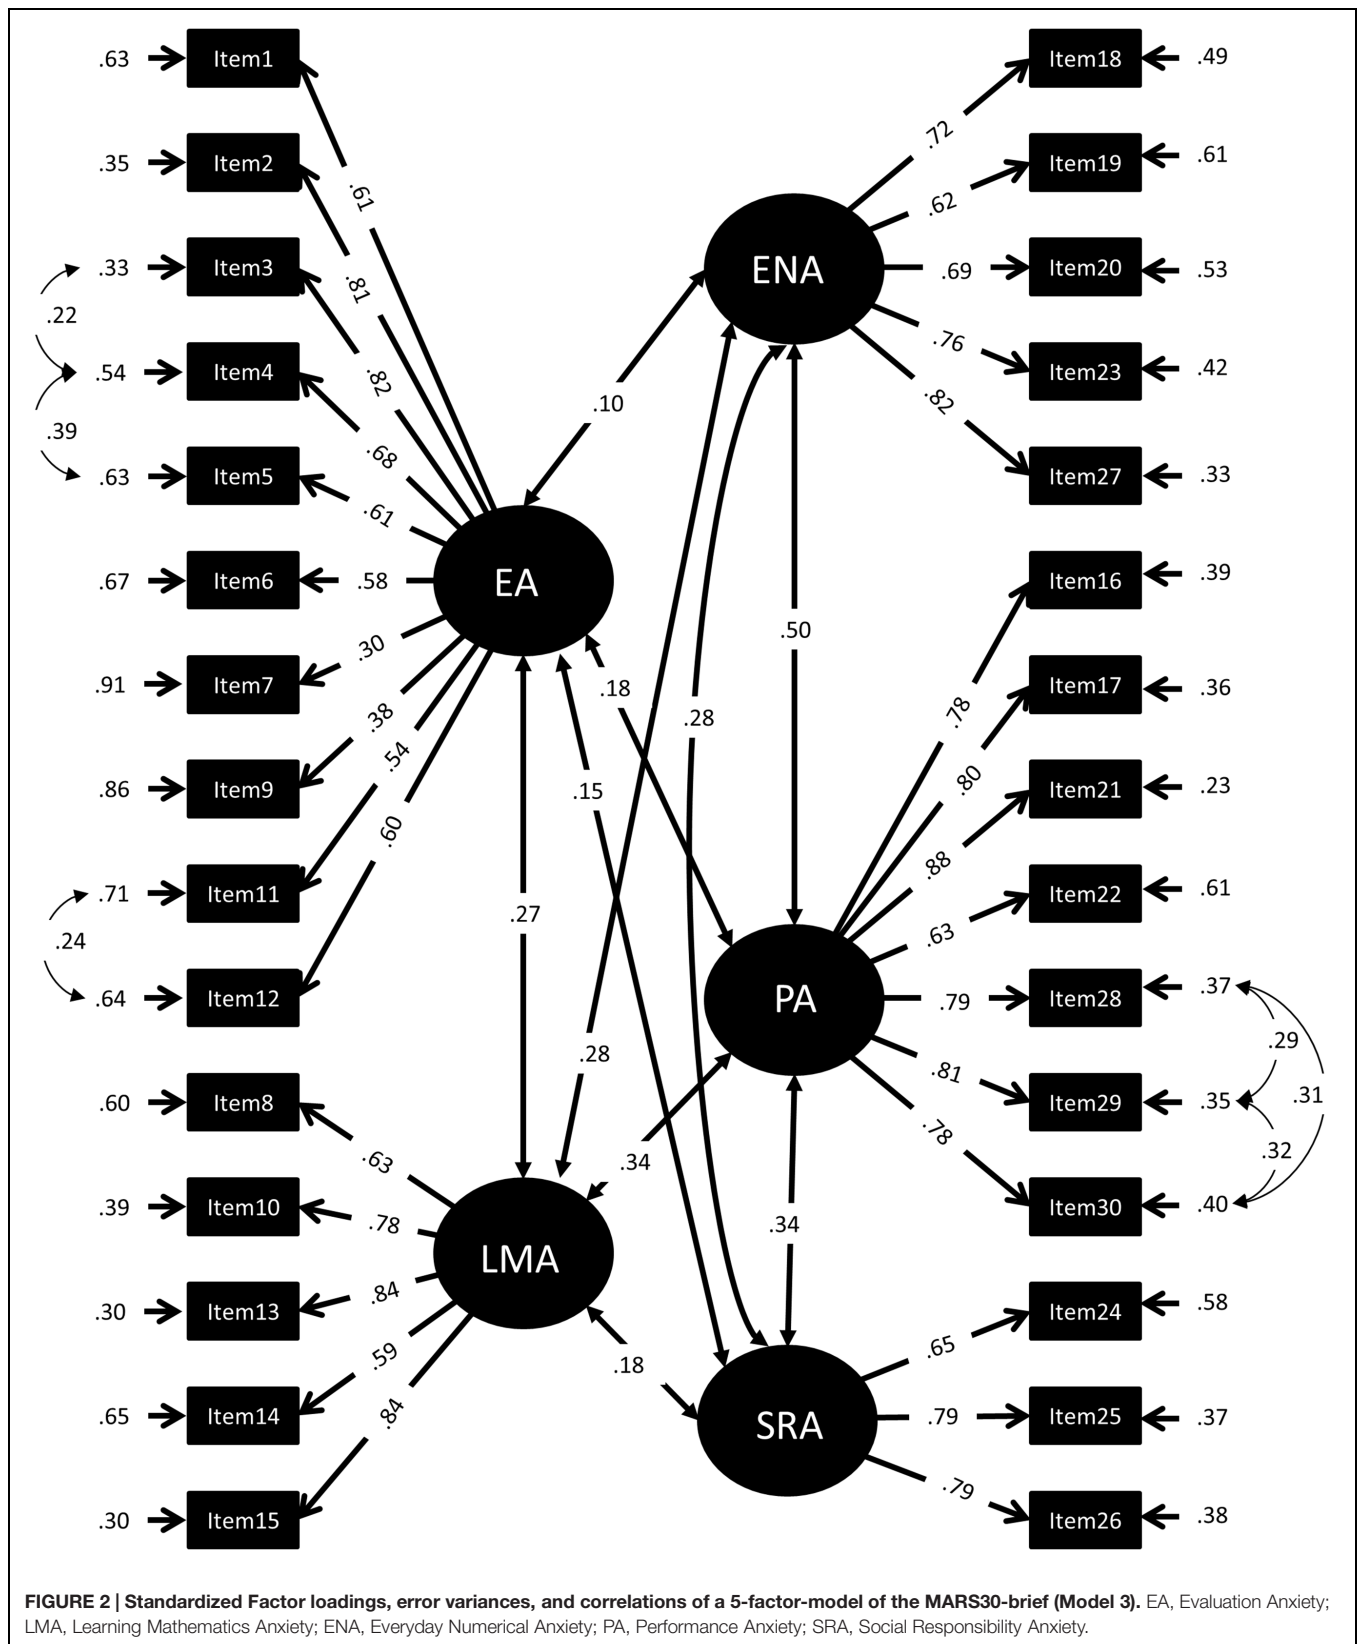 .63 Item1
.35 Item2
.33 Item3
.22
.54 Item4
.39
.63 Item5
.67 Item6
.91 Item7
.86 Item9
.71 Item11
.24
.64 Item12
.60 Item8
.39 Item10
.30 Item13
.65 Item14
.30 Item15
.61
.81
.82
.68
.61
.58
.30
.38
.54
.60
EA
.63
.78
.84
.59
.84
LMA
.10
.18
.28
.50
.15
.27
.28
.34
.34
.18
ENA
.72
.62
.69
.76
.82
PA
.78
.80
.88
.63
.79
.81
.78
SRA
.65
.79
.79
Item18 .49
Item19 .61
Item20 .53
Item23 .42
Item27 .33
Item16 .39
Item17 .36
Item21 .23
Item22 .61
Item28 .37
.29
Item29 .35
.31
.32
Item30 .40
Item24 .58
Item25 .37
Item26 .38
FIGURE 2 | Standardized Factor loadings, error variances, and correlations of a 5-factor-model of the MARS30-brief (Model 3). EA, Evaluation Anxiety;
LMA, Learning Mathematics Anxiety; ENA, Everyday Numerical Anxiety; PA, Performance Anxiety; SRA, Social Responsibility Anxiety.